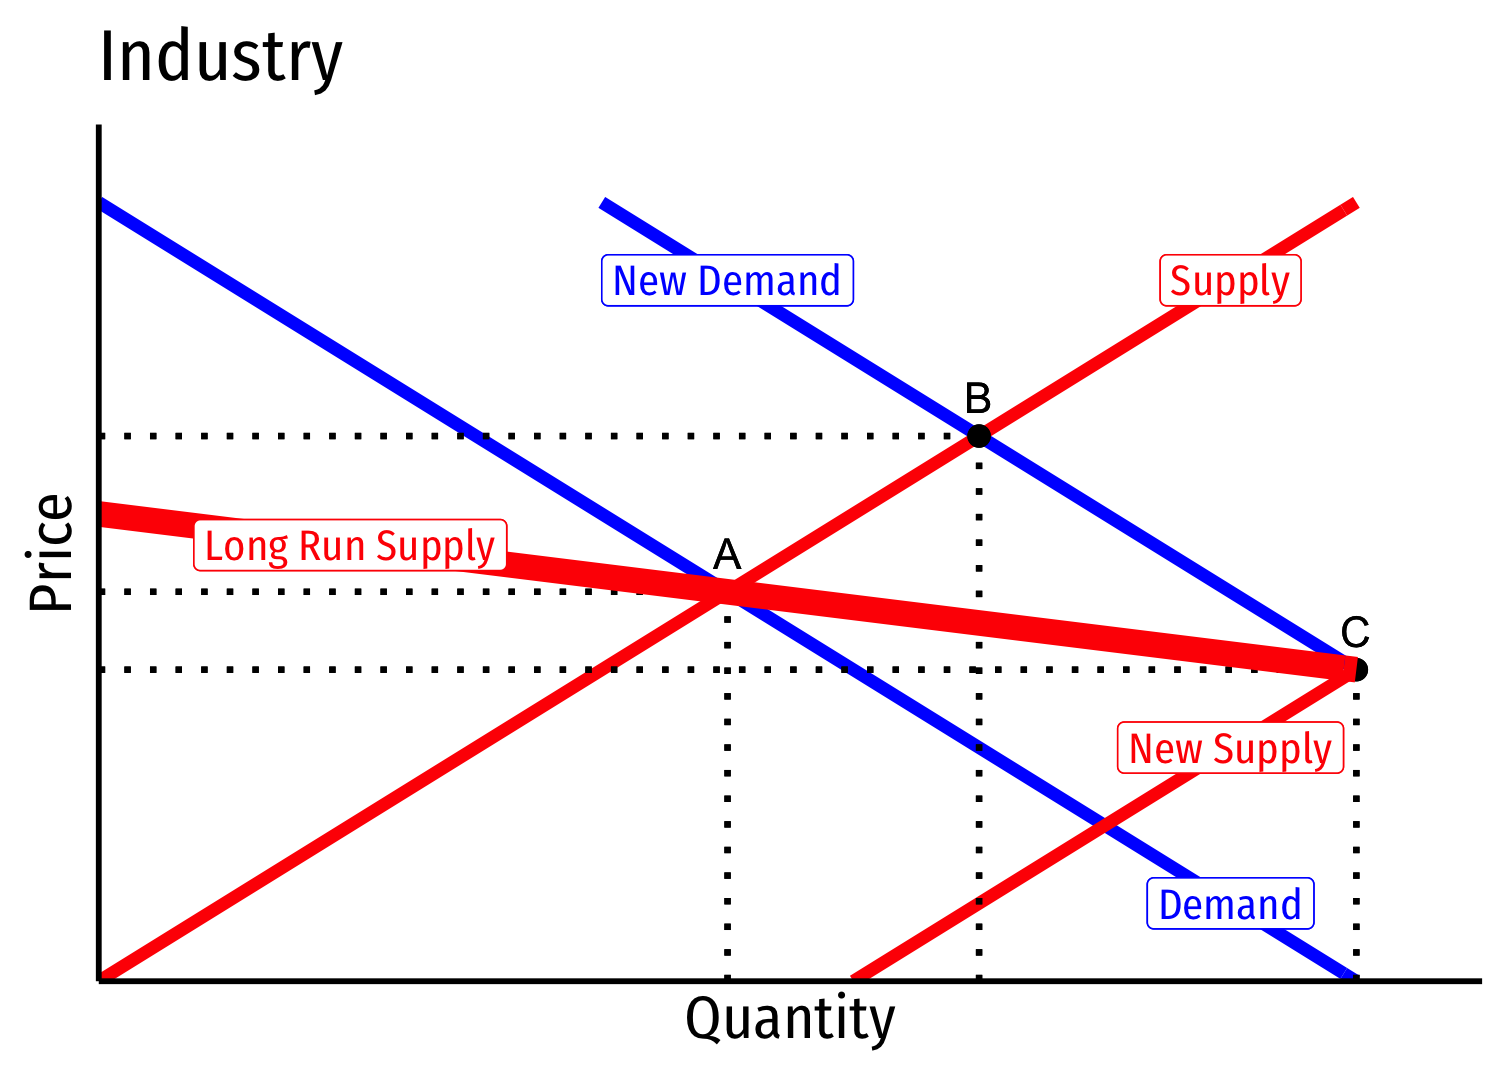 Industry
New Demand
Supply
B
Long Run Supply
A
C
New Supply
Demand
Price
Quantity